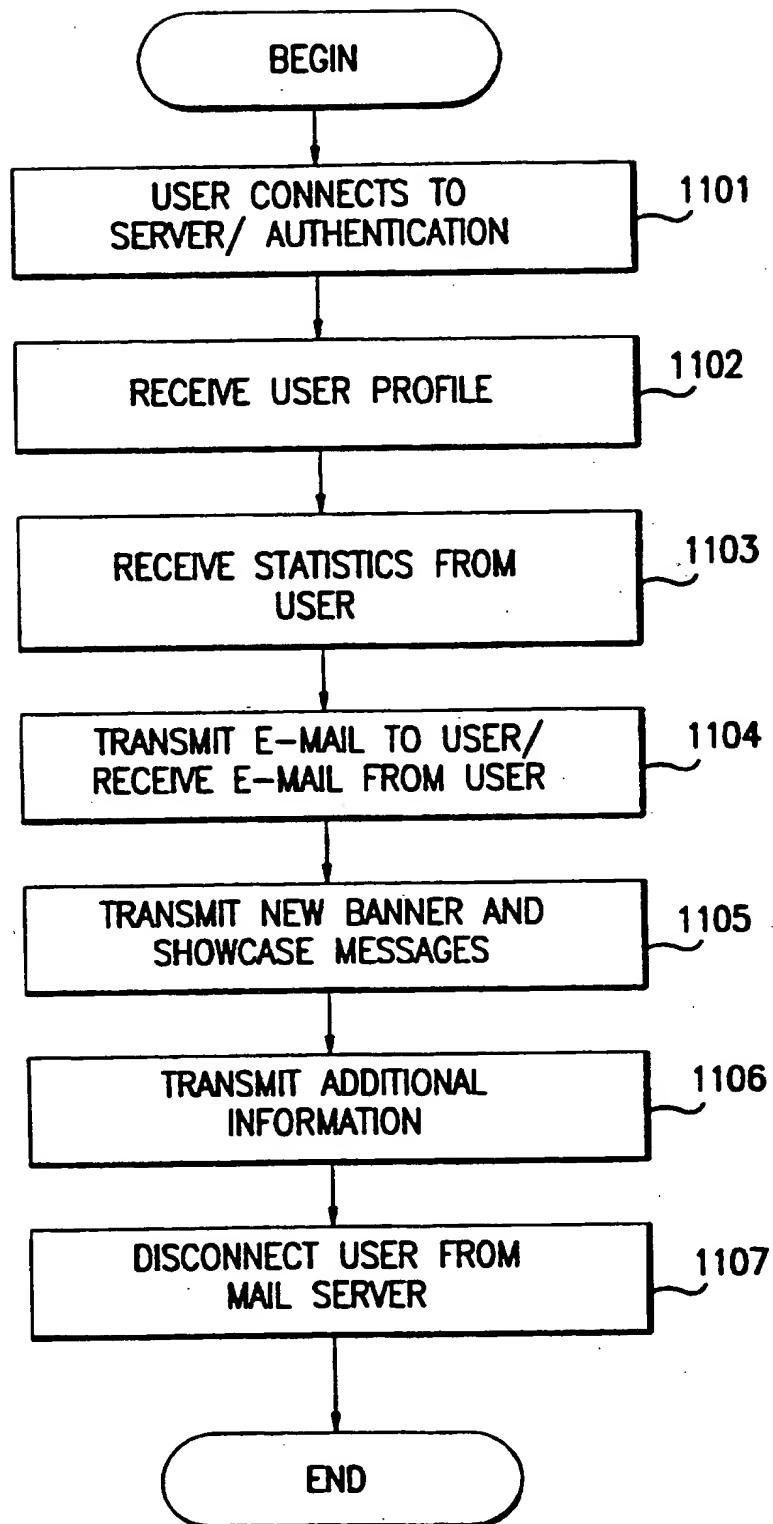 BEGIN
USER CONNECTS TO
SERVER/ AUTHENTICATION
1101
RECEIVE USER PROFILE
1102
RECEIVE STATISTICS FROM
USER
1103
TRANSMIT E-MAIL TO USER/
RECEIVE E-MAIL FROM USER
1104
TRANSMIT NEW BANNER AND
SHOWCASE MESSAGES
1105
TRANSMIT ADDITIONAL
INFORMATION
1106
DISCONNECT USER FROM
MAIL SERVER
1107
END